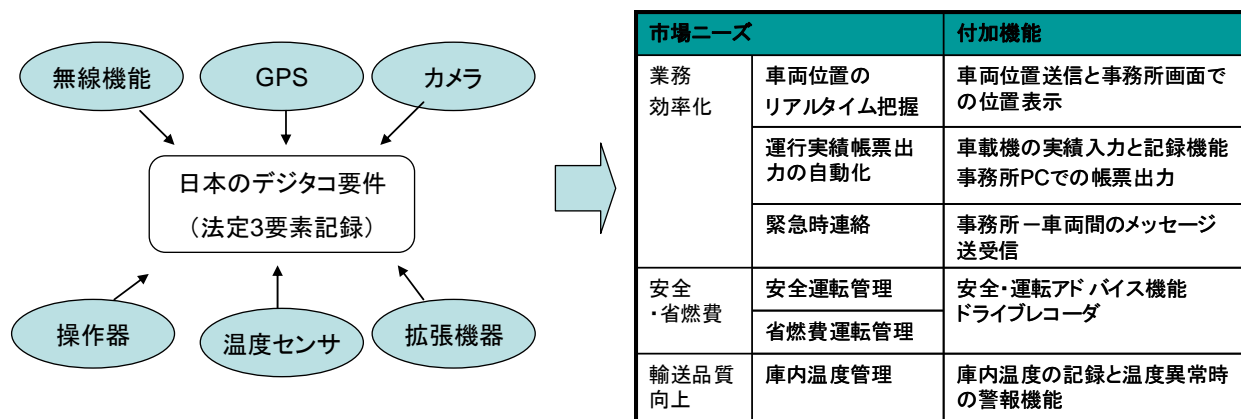 無線機能
GPS
カメラ
日本のデジタコ要件
（法定3要素記録）
操作器
温度センサ
拡張機器
市場ニーズ
付加機能
業務
効率化
車両位置の
リアルタイム把握
車両位置送信と事務所画面で
の位置表示
運行実績帳票出
力の自動化
車載機の実績入力と記録機能
事務所PCでの帳票出力
緊急時連絡
事務所－車両間のメッセージ
送受信
安全
・省燃費
安全運転管理
省燃費運転管理
安全・運転アドバイス機能
ドライブレコーダ
輸送品質
向上
庫内温度管理
庫内温度の記録と温度異常時
の警報機能